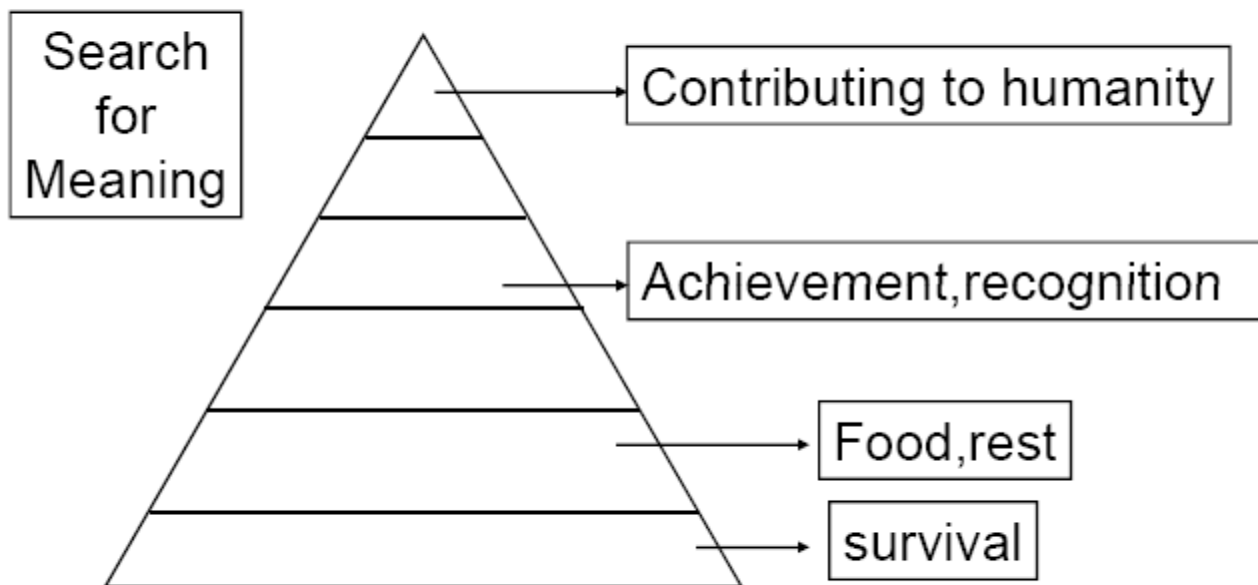 Search
for
Meaning
Contributing to humanity
Achievement,recognition
Food,rest
survival